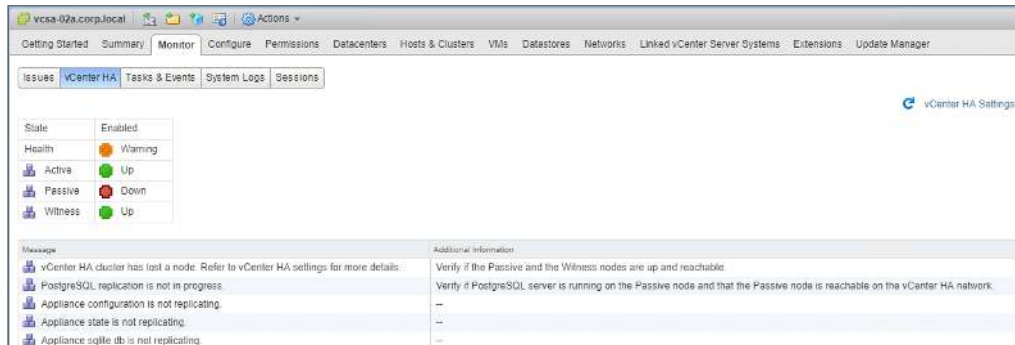 vcsa-02a.corp.local Actions
Getting Started Summary Monitor Configure Permissions Datacenters Hosts & Clusters VMs Datastores Networks Linked vCenter Server Systems Extensions Update Manager
Issues vCenter HA Tasks & Events System Logs Sessions
vCenter HA Settings
State Enabled
Health Warning
Active Up
Passive Down
Witness Up
Message Additional Information
vCenter HA cluster has lost a node. Refer to vCenter HA settings for more details. Verify if the Passive and the Witness nodes are up and reachable
PostgreSQL replication is not in progress. Verify if PostgreSQL server is running on the Passive node and that the Passive node is reachable on the vCenter HA network.
Appliance configuration is not replicating. --
Appliance state is not replicating. --
Appliance sqlite db is not replicating. --